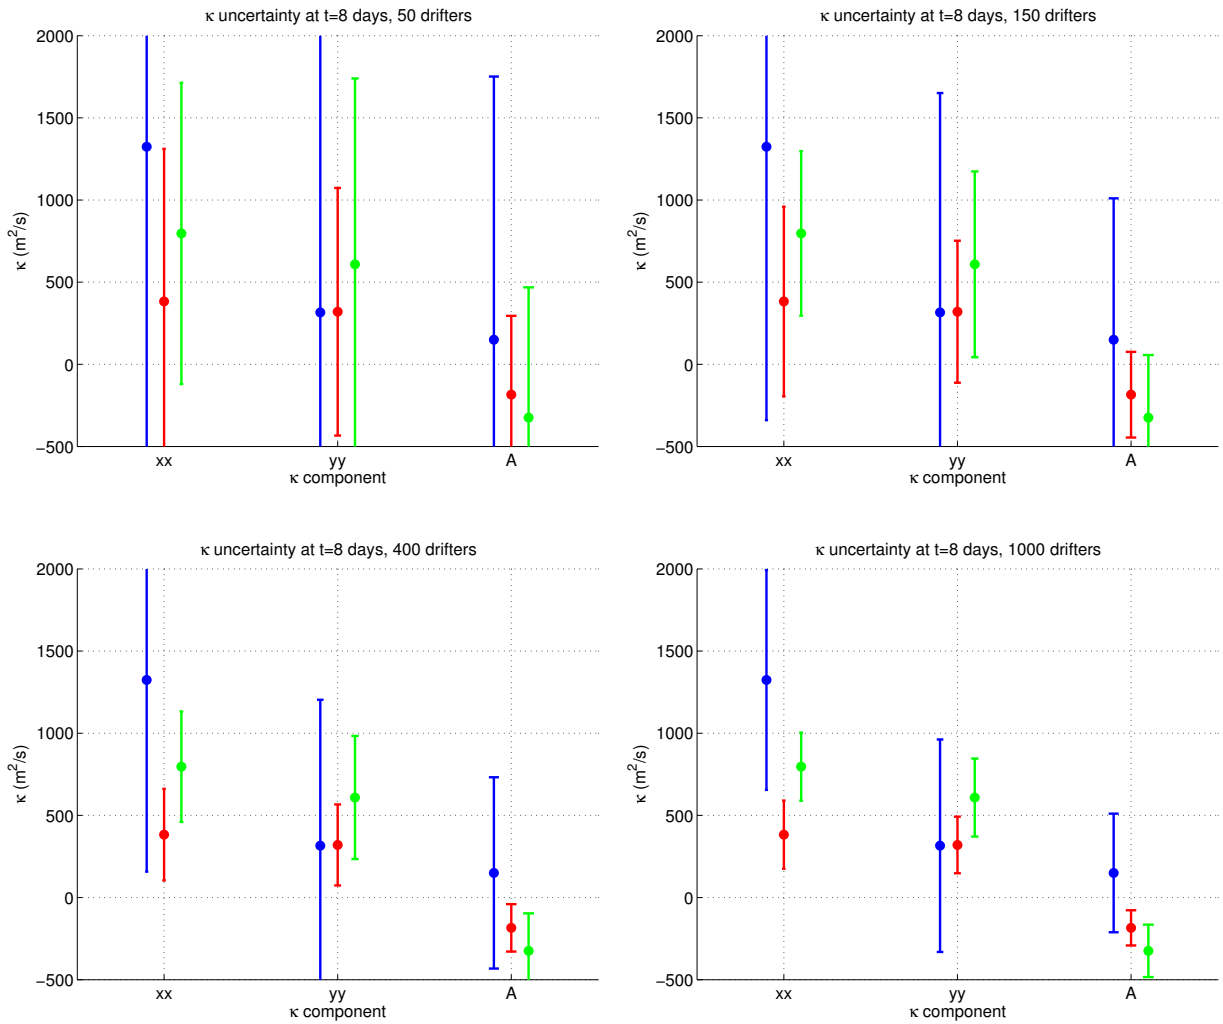 κ uncertainty at t=8 days, 50 drifters
2000
1500
1000
500
0
−500
κ (m²/s)
xx yy A
κ component
κ uncertainty at t=8 days, 150 drifters
2000
1500
1000
500
0
−500
κ (m²/s)
xx yy A
κ component
κ uncertainty at t=8 days, 400 drifters
2000
1500
1000
500
0
−500
κ (m²/s)
xx yy A
κ component
κ uncertainty at t=8 days, 1000 drifters
2000
1500
1000
500
0
−500
κ (m²/s)
xx yy A
κ component